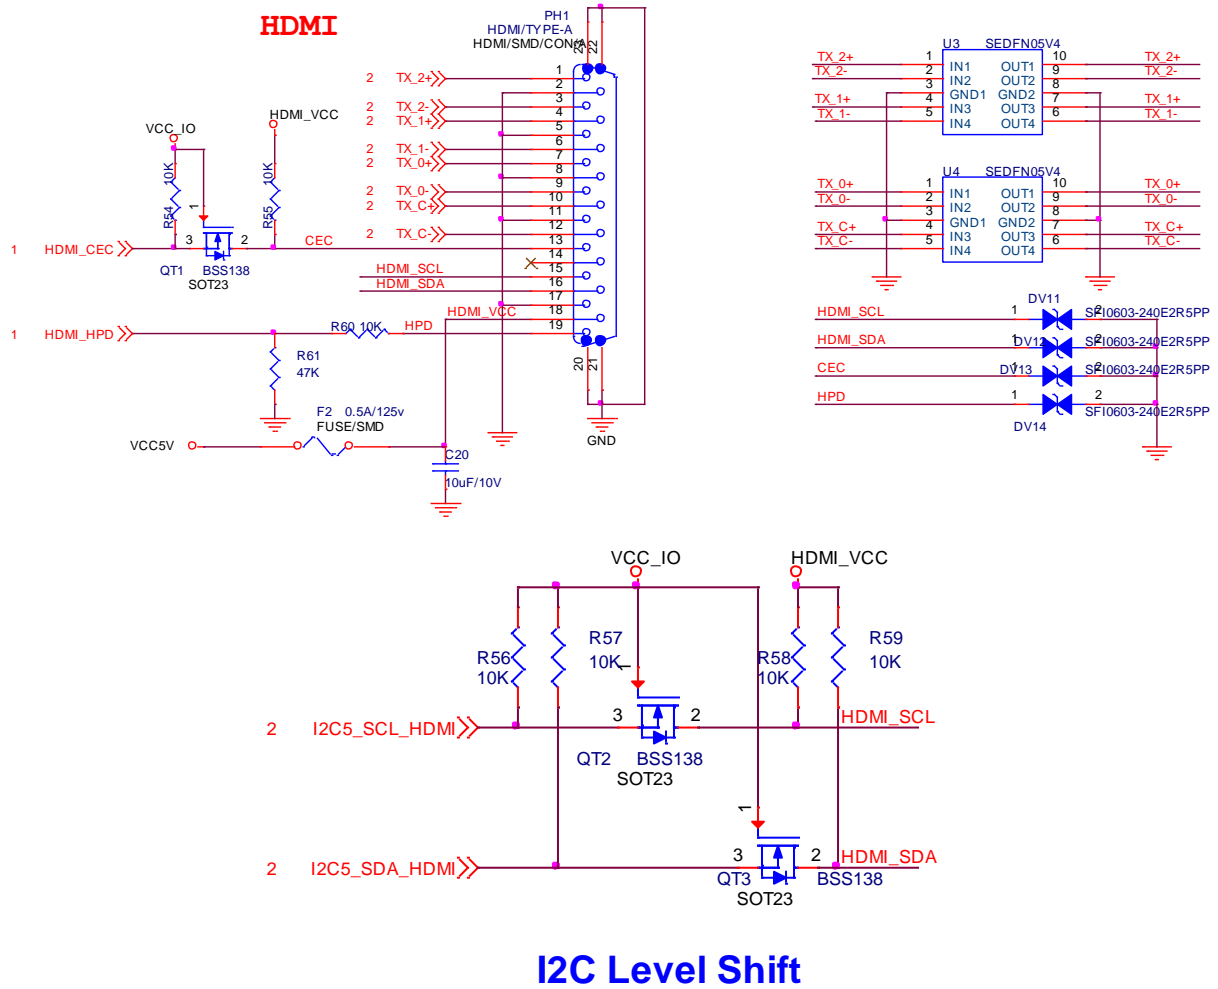 HDMI
PH1
HDMI/TYPE-A
HDMI/SMD/CON/A
23
22
1
2
3
4
5
6
7
8
9
10
11
12
13
14
15
16
17
18
19
20
21
GND
2 TX_2+
2 TX_2-
2 TX_1+
2 TX_1-
2 TX_0+
2 TX_0-
2 TX_C+
2 TX_C-
HDMI_SCL
HDMI_SDA
HDMI_VCC
VCC_IO
HDMI_VCC
10K
R54
10K
R55
1
3
2
CEC
1 HDMI_CEC
QT1 BSS138
SOT23
1 HDMI_HPD
R60 10K
HPD
R61
47K
F2 0.5A/125v
FUSE/SMD
VCC5V
C20
10uF/10V
U3 SEDFN05V4
TX_2+ 1 IN1 OUT1 10 TX_2+
TX_2- 2 IN2 OUT2 9 TX_2-
3 GND1 GND2 8
TX_1+ 4 IN3 OUT3 7 TX_1+
TX_1- 5 IN4 OUT4 6 TX_1-
U4 SEDFN05V4
TX_0+ 1 IN1 OUT1 10 TX_0+
TX_0- 2 IN2 OUT2 9 TX_0-
3 GND1 GND2 8
TX_C+ 4 IN3 OUT3 7 TX_C+
TX_C- 5 IN4 OUT4 6 TX_C-
DV11
HDMI_SCL 1 2 SFI0603-240E2R5PP
DV12
HDMI_SDA 1 2 SFI0603-240E2R5PP
DV13
CEC 1 2 SFI0603-240E2R5PP
HPD 1 2 SFI0603-240E2R5PP
DV14
VCC_IO
HDMI_VCC
R56
10K
R57
10K
R58
10K
R59
10K
1
3
2
2 I2C5_SCL_HDMI
HDMI_SCL
QT2 BSS138
SOT23
1
3
2
2 I2C5_SDA_HDMI
HDMI_SDA
QT3 BSS138
SOT23
I2C Level Shift